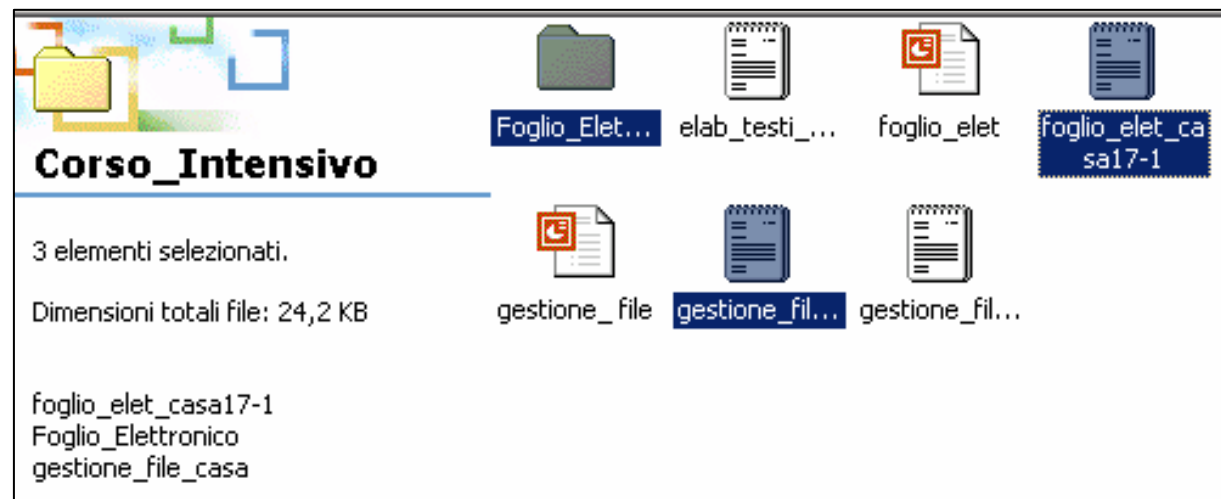 Corso_Intensivo
3 elementi selezionati.
Dimensioni totali file: 24,2 KB
foglio_elet_casa17-1
Foglio_Elettronico
gestione_file_casa
Foglio_Elet...
elab_testi_...
foglio_elet
foglio_elet_ca
sa17-1
gestione_ file
gestione_fil...
gestione_fil...